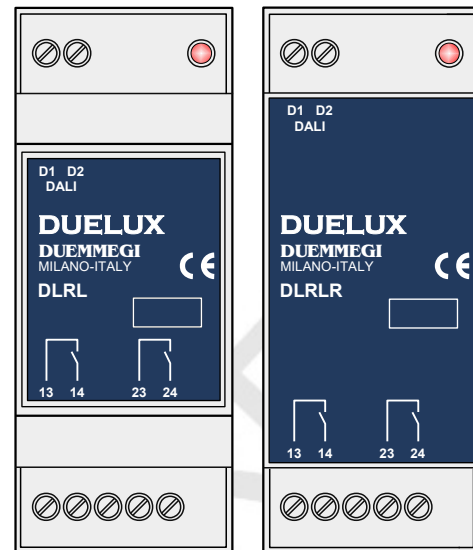 D1 D2
DALI
DUELUX
DUEMMEGI
MILANO-ITALY
CE
DLRL
13 14 23 24
D1 D2
DALI
DUELUX
DUEMMEGI
MILANO-ITALY
CE
DLRLR
13 14 23 24